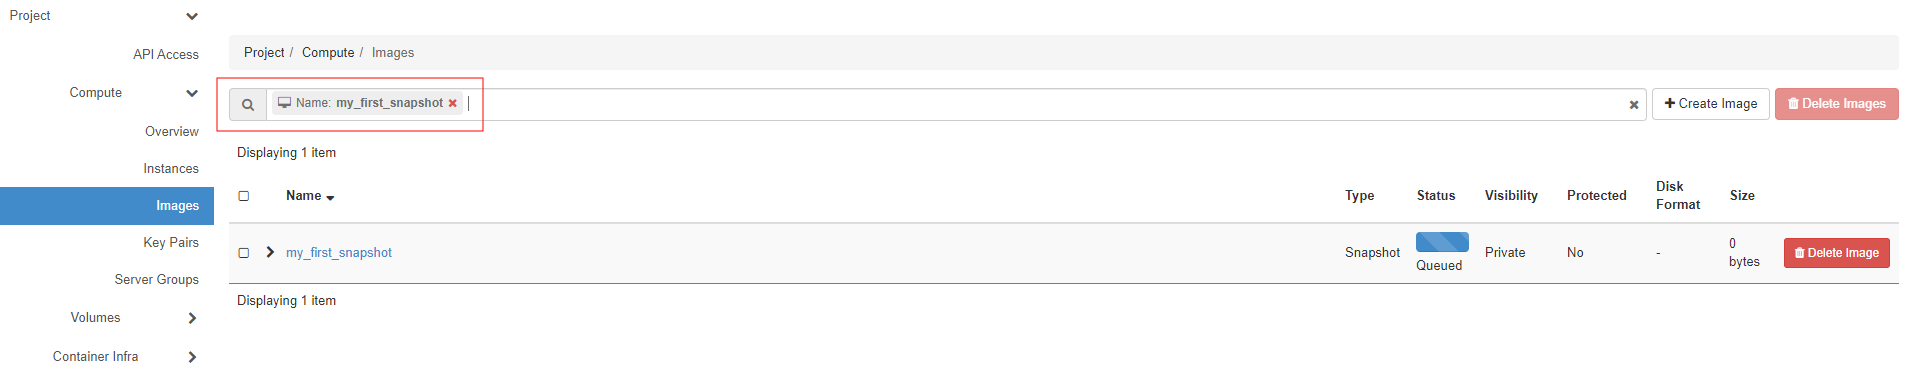 Project
API Access
Compute
Overview
Instances
Images
Key Pairs
Server Groups
Volumes
Container Infra
Project / Compute / Images
Name: my_first_snapshot
Create Image
Delete Images
Displaying 1 item
Name Type Status Visibility Protected Disk Format Size
my_first_snapshot Snapshot Queued Private No - 0 bytes Delete Image
Displaying 1 item